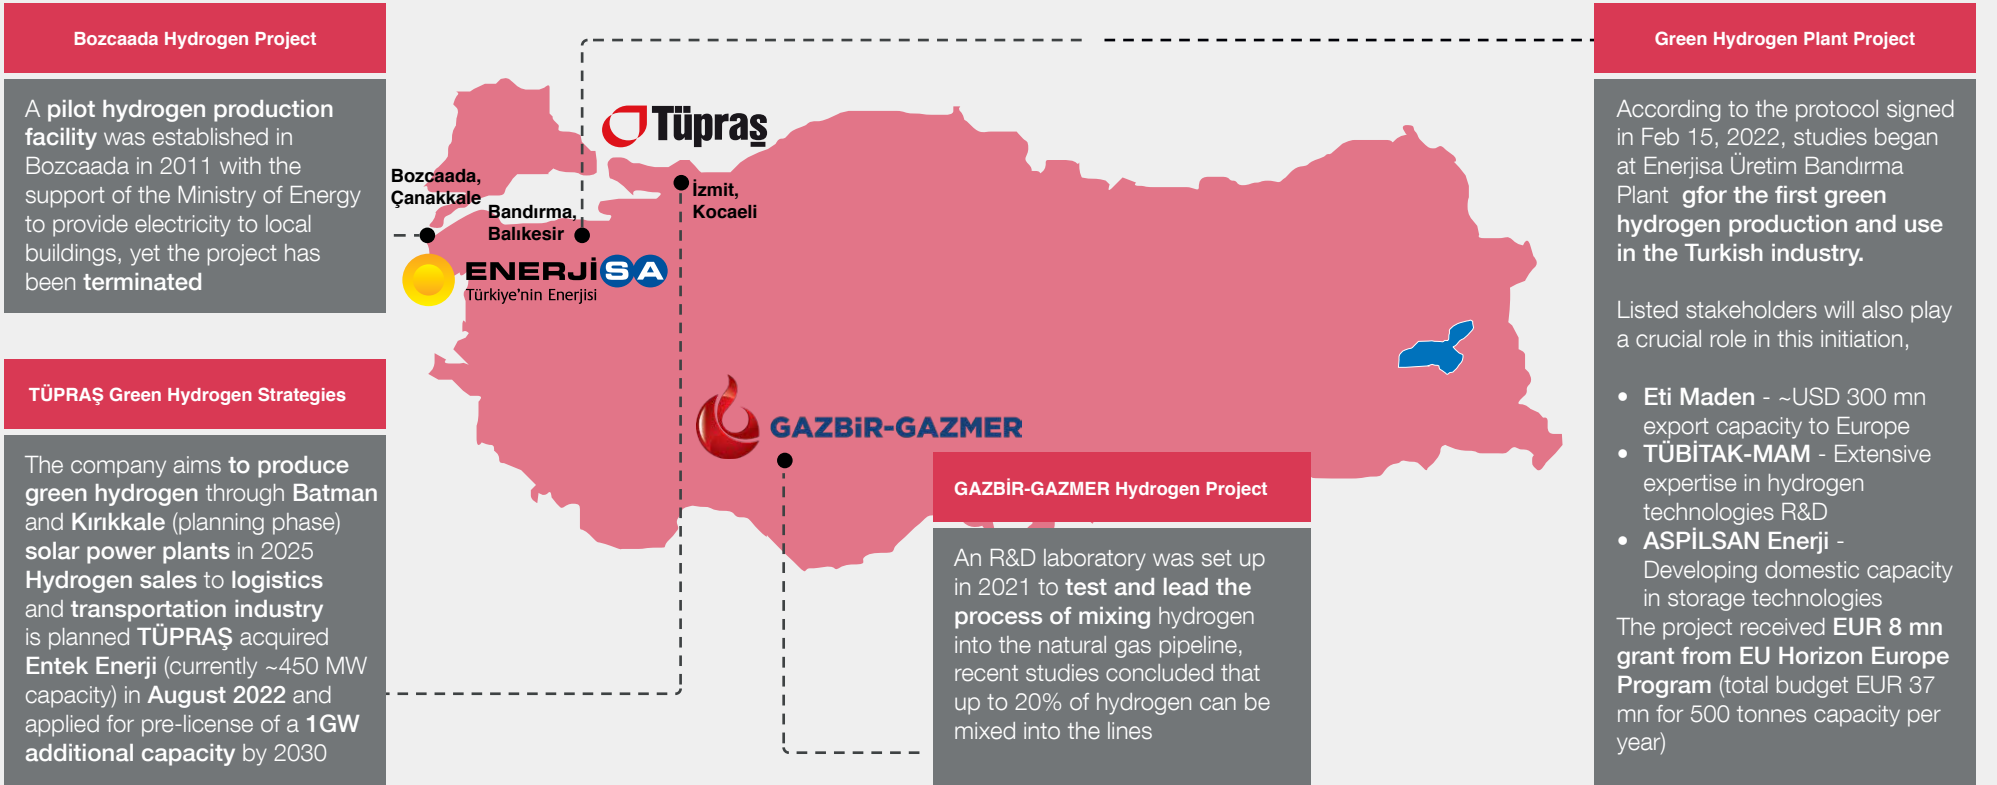 Bozcaada Hydrogen Project
A pilot hydrogen production
facility was established in
Bozcaada in 2011 with the
support of the Ministry of Energy
to provide electricity to local
buildings, yet the project has
been terminated
TÜPRAŞ Green Hydrogen Strategies
The company aims to produce
green hydrogen through Batman
and Kırıkkale (planning phase)
solar power plants in 2025
Hydrogen sales to logistics
and transportation industry
is planned TÜPRAŞ acquired
Entek Enerji (currently ~450 MW
capacity) in August 2022 and
applied for pre-license of a 1GW
additional capacity by 2030
Tüpraş
Bozcaada,
Çanakkale
Bandırma,
Balıkesir
İzmit,
Kocaeli
ENERJİSA
Türkiye'nin Enerjisi
GAZBİR-GAZMER
GAZBİR-GAZMER Hydrogen Project
An R&D laboratory was set up
in 2021 to test and lead the
process of mixing hydrogen
into the natural gas pipeline,
recent studies concluded that
up to 20% of hydrogen can be
mixed into the lines
Green Hydrogen Plant Project
According to the protocol signed
in Feb 15, 2022, studies began
at Enerjisa Üretim Bandırma
Plant gfor the first green
hydrogen production and use
in the Turkish industry.
Listed stakeholders will also play
a crucial role in this initiation,
• Eti Maden - ~USD 300 mn
export capacity to Europe
• TÜBİTAK-MAM - Extensive
expertise in hydrogen
technologies R&D
• ASPİLSAN Enerji -
Developing domestic capacity
in storage technologies
The project received EUR 8 mn
grant from EU Horizon Europe
Program (total budget EUR 37
mn for 500 tonnes capacity per
year)